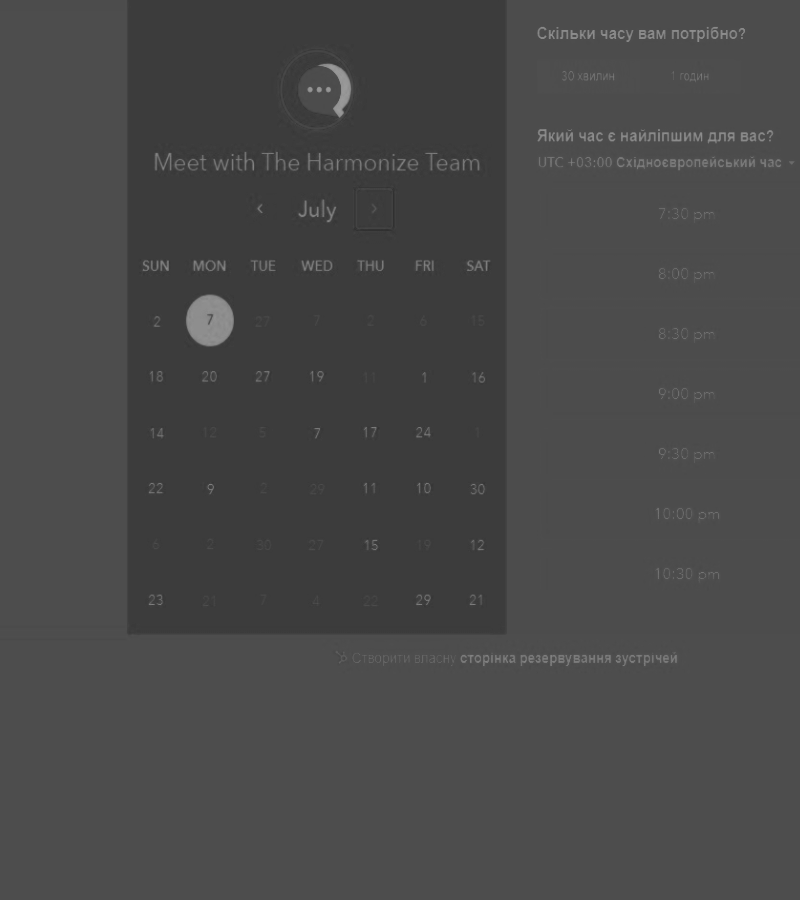 Meet with The Harmonize Team
July
SUN MON TUE WED THU FRI SAT
2 7 27 7 2 6 15
18 20 27 19 11 1 16
14 12 5 7 17 24 1
22 9 2 29 11 10 30
6 2 30 27 15 19 12
23 21 7 4 22 29 21
Скільки часу вам потрібно?
30 хвилин 1 годин
Який час є найліпшим для вас?
UTC +03:00 Східноєвропейський час
7:30 pm
8:00 pm
8:30 pm
9:00 pm
9:30 pm
10:00 pm
10:30 pm
Створити власну сторінка резервування зустрічей